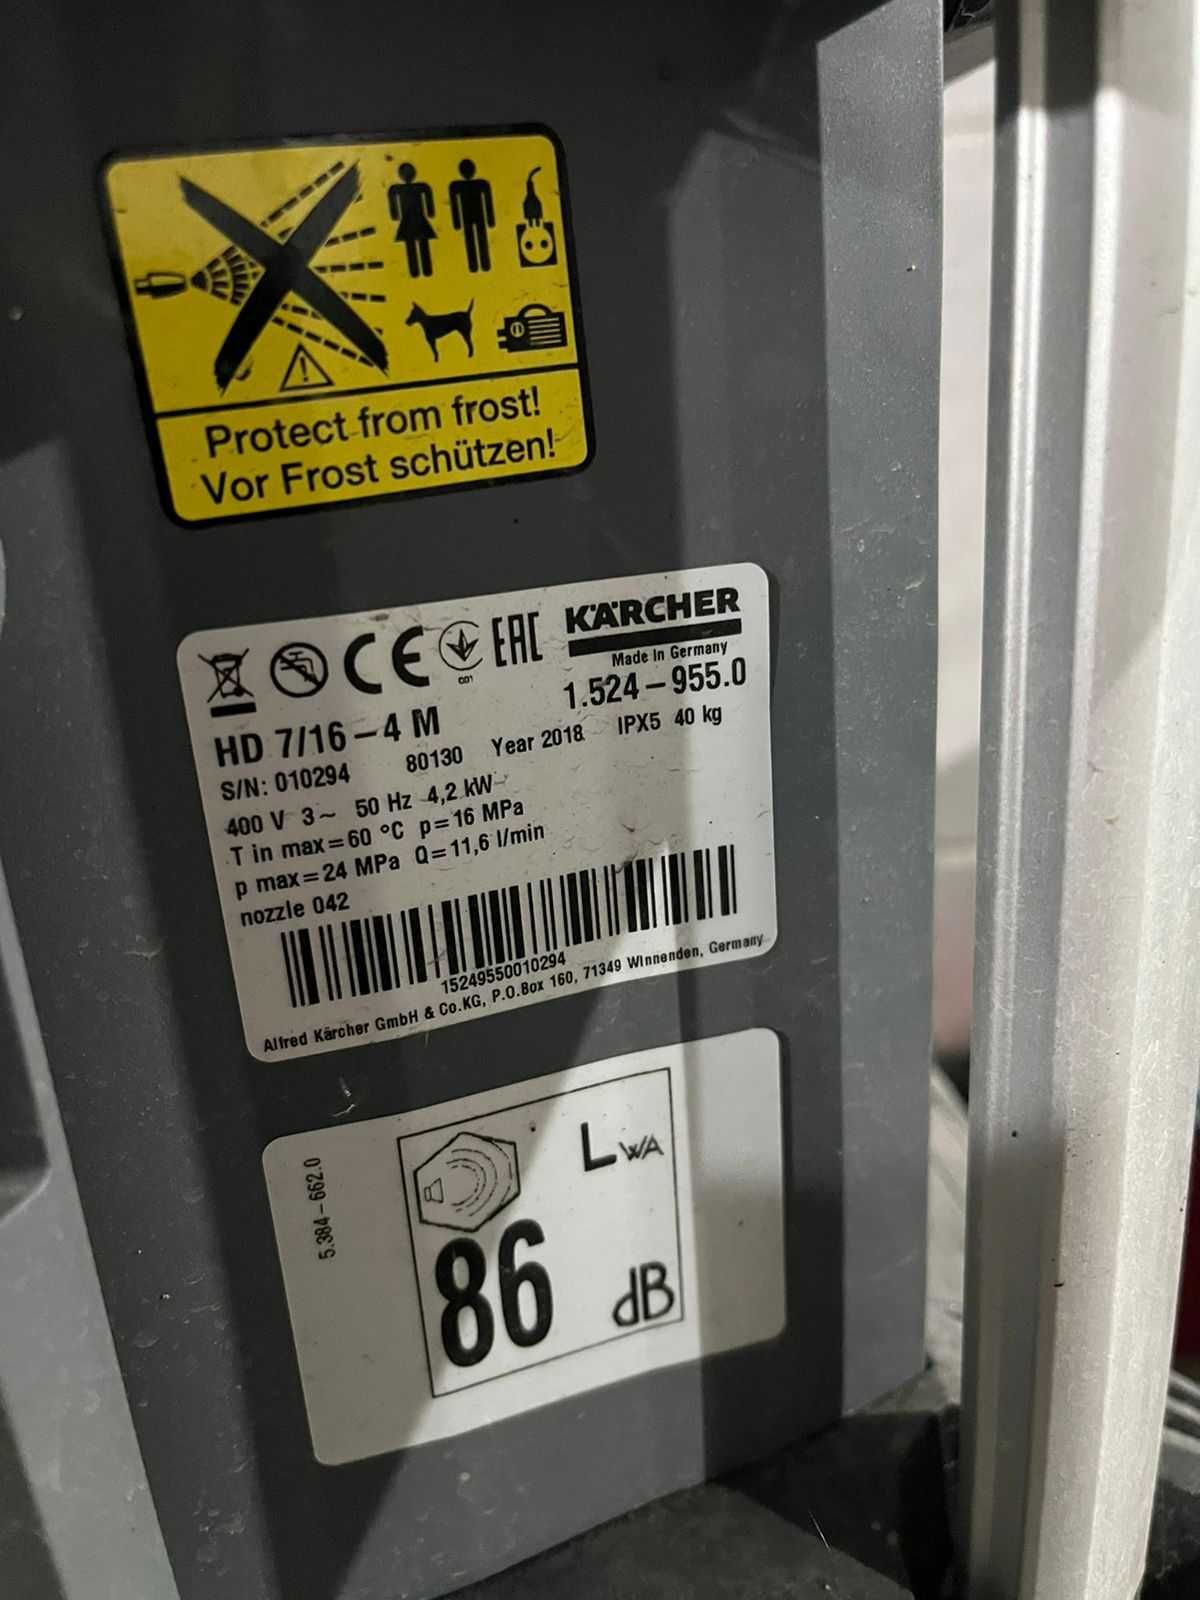 Protect from frost!
Vor Frost schützen!
CE EAC KÄRCHER
001
Made in Germany
HD 7/16 – 4 M 1.524 – 955.0
S/N: 010294 80130 Year 2018 IPX5 40 kg
400 V 3~ 50 Hz 4,2 kW
T in max=60 °C p=16 MPa
p max=24 MPa Q=11,6 l/min
nozzle 042
15249550010294
Alfred Kärcher GmbH & Co.KG, P.O.Box 160, 71349 Winnenden, Germany
5.384–662.0
LWA
86 dB